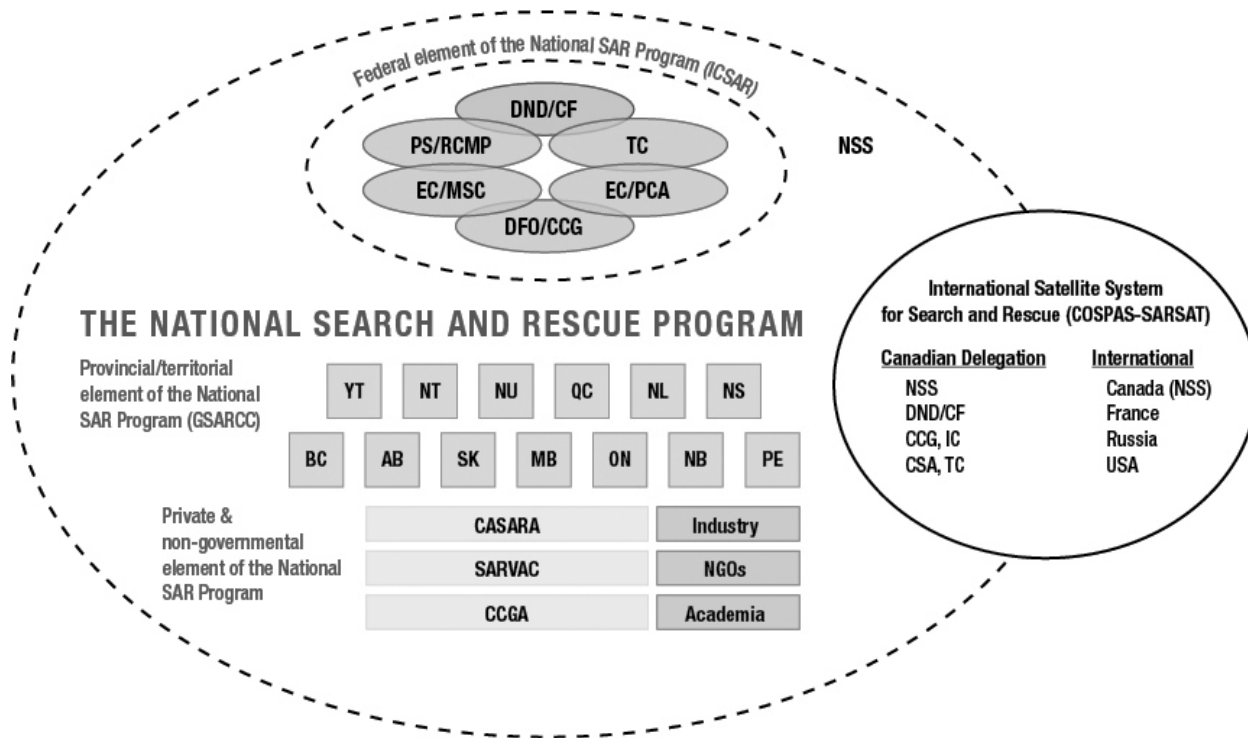 Federal element of the National SAR Program (ICSAR)
DND/CF
PS/RCMP TC
EC/MSC EC/PCA
DFO/CCG
NSS
THE NATIONAL SEARCH AND RESCUE PROGRAM
Provincial/territorial
element of the National
SAR Program (GSARCC)
YT NT NU QC NL NS
BC AB SK MB ON NB PE
Private &
non-governmental
element of the National
SAR Program
CASARA Industry
SARVAC NGOs
CCGA Academia
International Satellite System
for Search and Rescue (COSPAS-SARSAT)
Canadian Delegation International
NSS Canada (NSS)
DND/CF France
CCG, IC Russia
CSA, TC USA